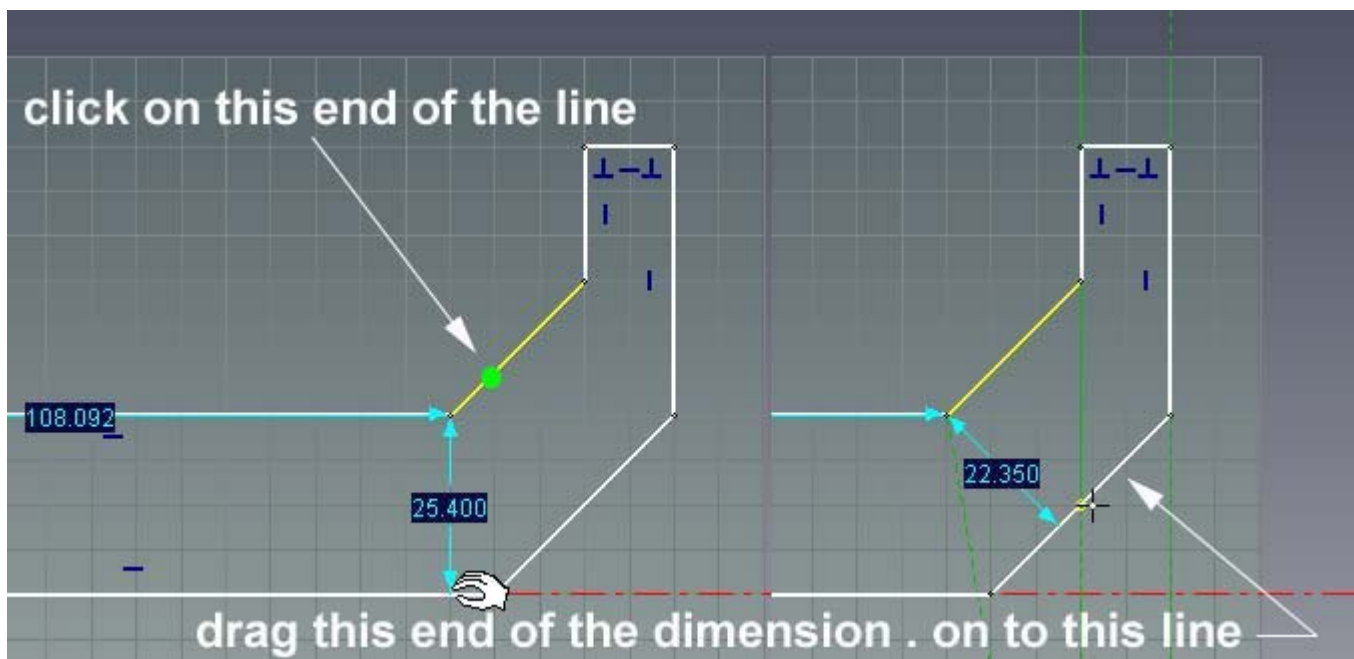 click on this end of the line
108.092
25.400
22.350
drag this end of the dimension . on to this line